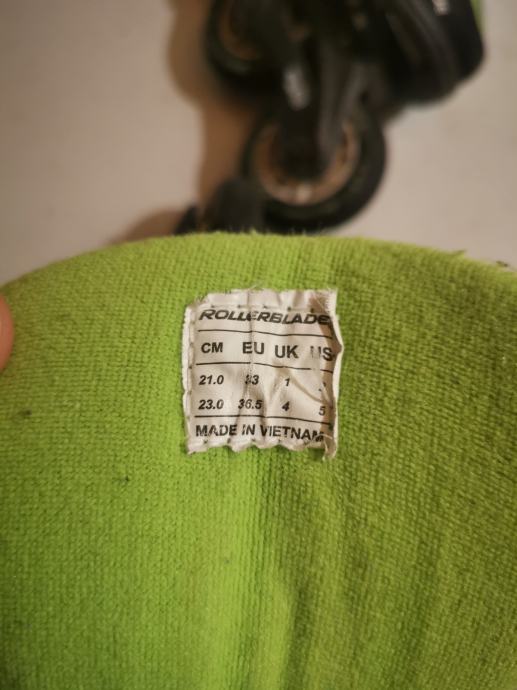 ROLLERBLADE
CM EU UK US
21.0 33 1
23.0 36.5 4 5
MADE IN VIETNAM